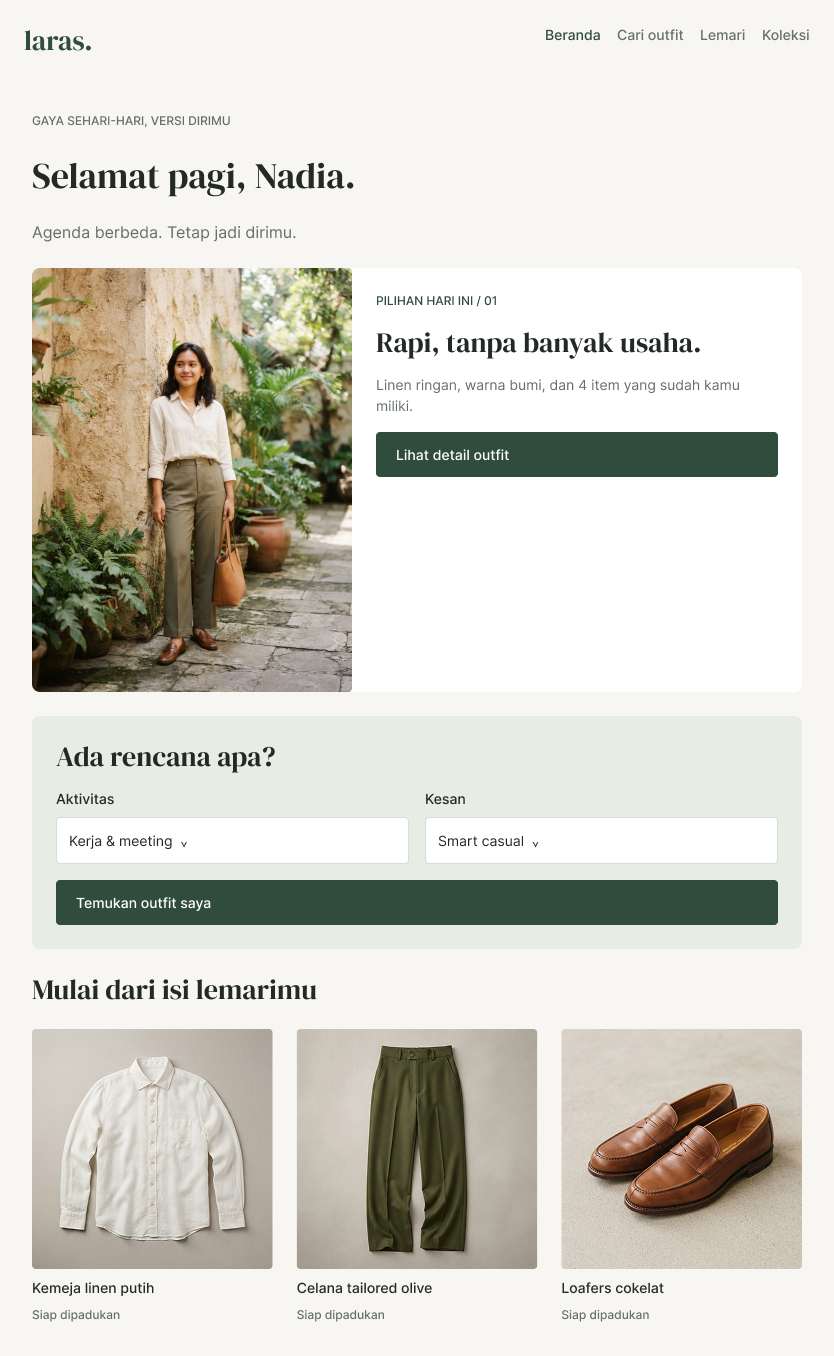 laras.
Beranda Cari outfit Lemari Koleksi
GAYA SEHARI-HARI, VERSI DIRIMU
Selamat pagi, Nadia.
Agenda berbeda. Tetap jadi dirimu.
PILIHAN HARI INI / 01
Rapi, tanpa banyak usaha.
Linen ringan, warna bumi, dan 4 item yang sudah kamu
miliki.
Lihat detail outfit
Ada rencana apa?
Aktivitas
Kerja & meeting
Kesan
Smart casual
Temukan outfit saya
Mulai dari isi lemarimu
Kemeja linen putih
Siap dipadukan
Celana tailored olive
Siap dipadukan
Loafers cokelat
Siap dipadukan